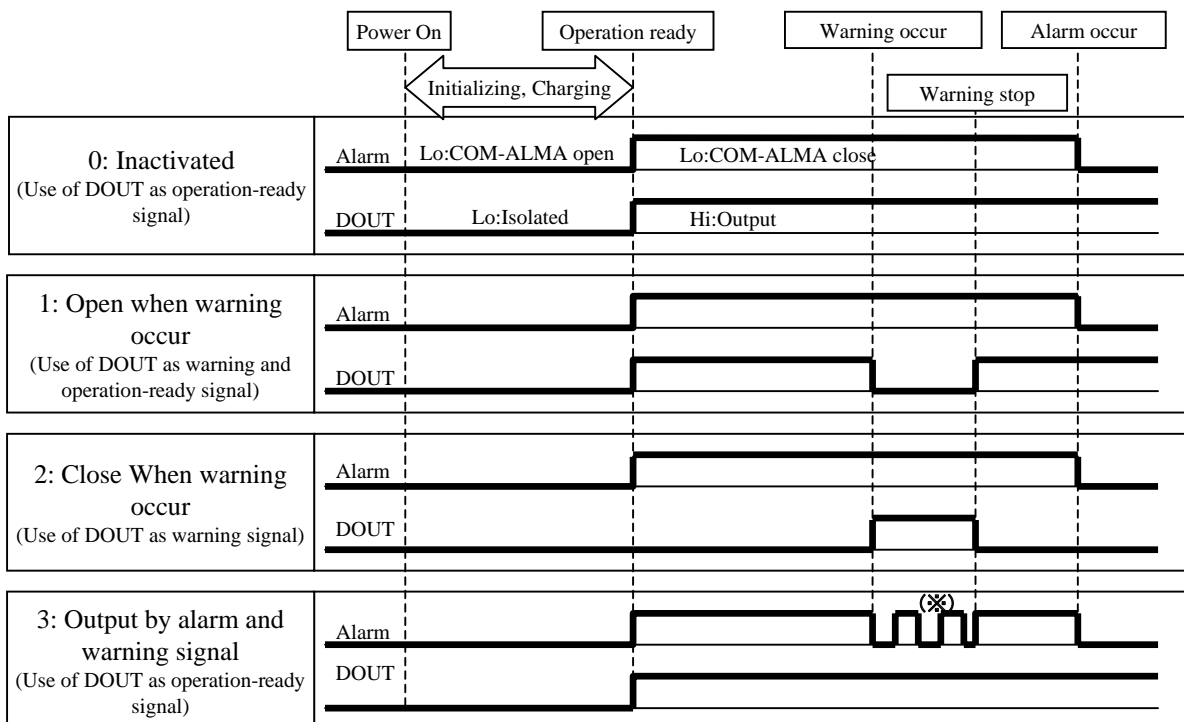 Power On
Operation ready
Warning occur
Alarm occur
Initializing, Charging
Warning stop
0: Inactivated
(Use of DOUT as operation-ready
signal)
Alarm
Lo:COM-ALMA open
Lo:COM-ALMA close
DOUT
Lo:Isolated
Hi:Output
1: Open when warning
occur
(Use of DOUT as warning and
operation-ready signal)
Alarm
DOUT
2: Close When warning
occur
(Use of DOUT as warning signal)
Alarm
DOUT
3: Output by alarm and
warning signal
(Use of DOUT as operation-ready
signal)
(※)
Alarm
DOUT